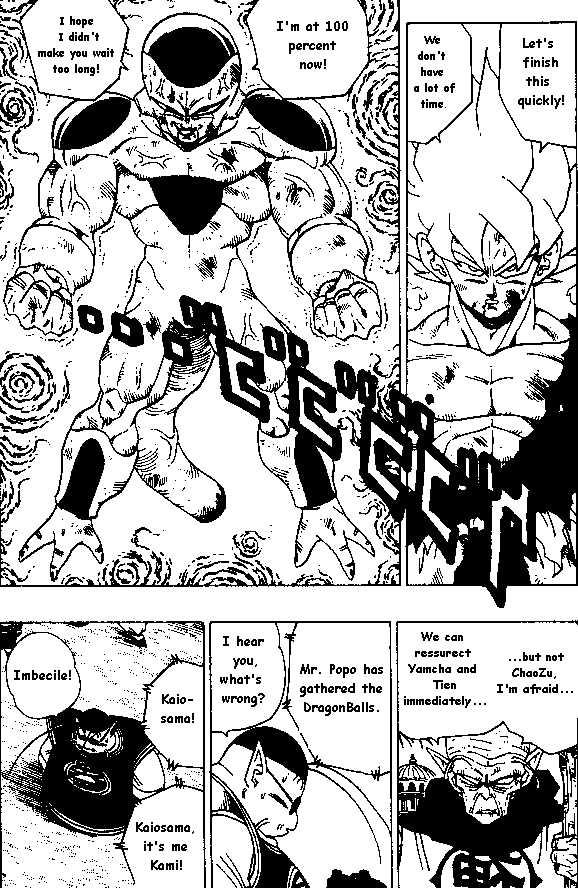 I hope
I didn't
make you wait
too long!
I'm at 100
percent
now!
We
don't
have
a lot of
time.
Let's
finish
this
quickly!
Imbecile!
Kaio-
sama!
Kaiosama,
it's me
Kami!
I hear
you,
what's
wrong?
Mr. Popo has
gathered the
DragonBalls.
We can
ressurect
Yamcha and
Tien
immediately...
...but not
ChaoZu,
I'm afraid...